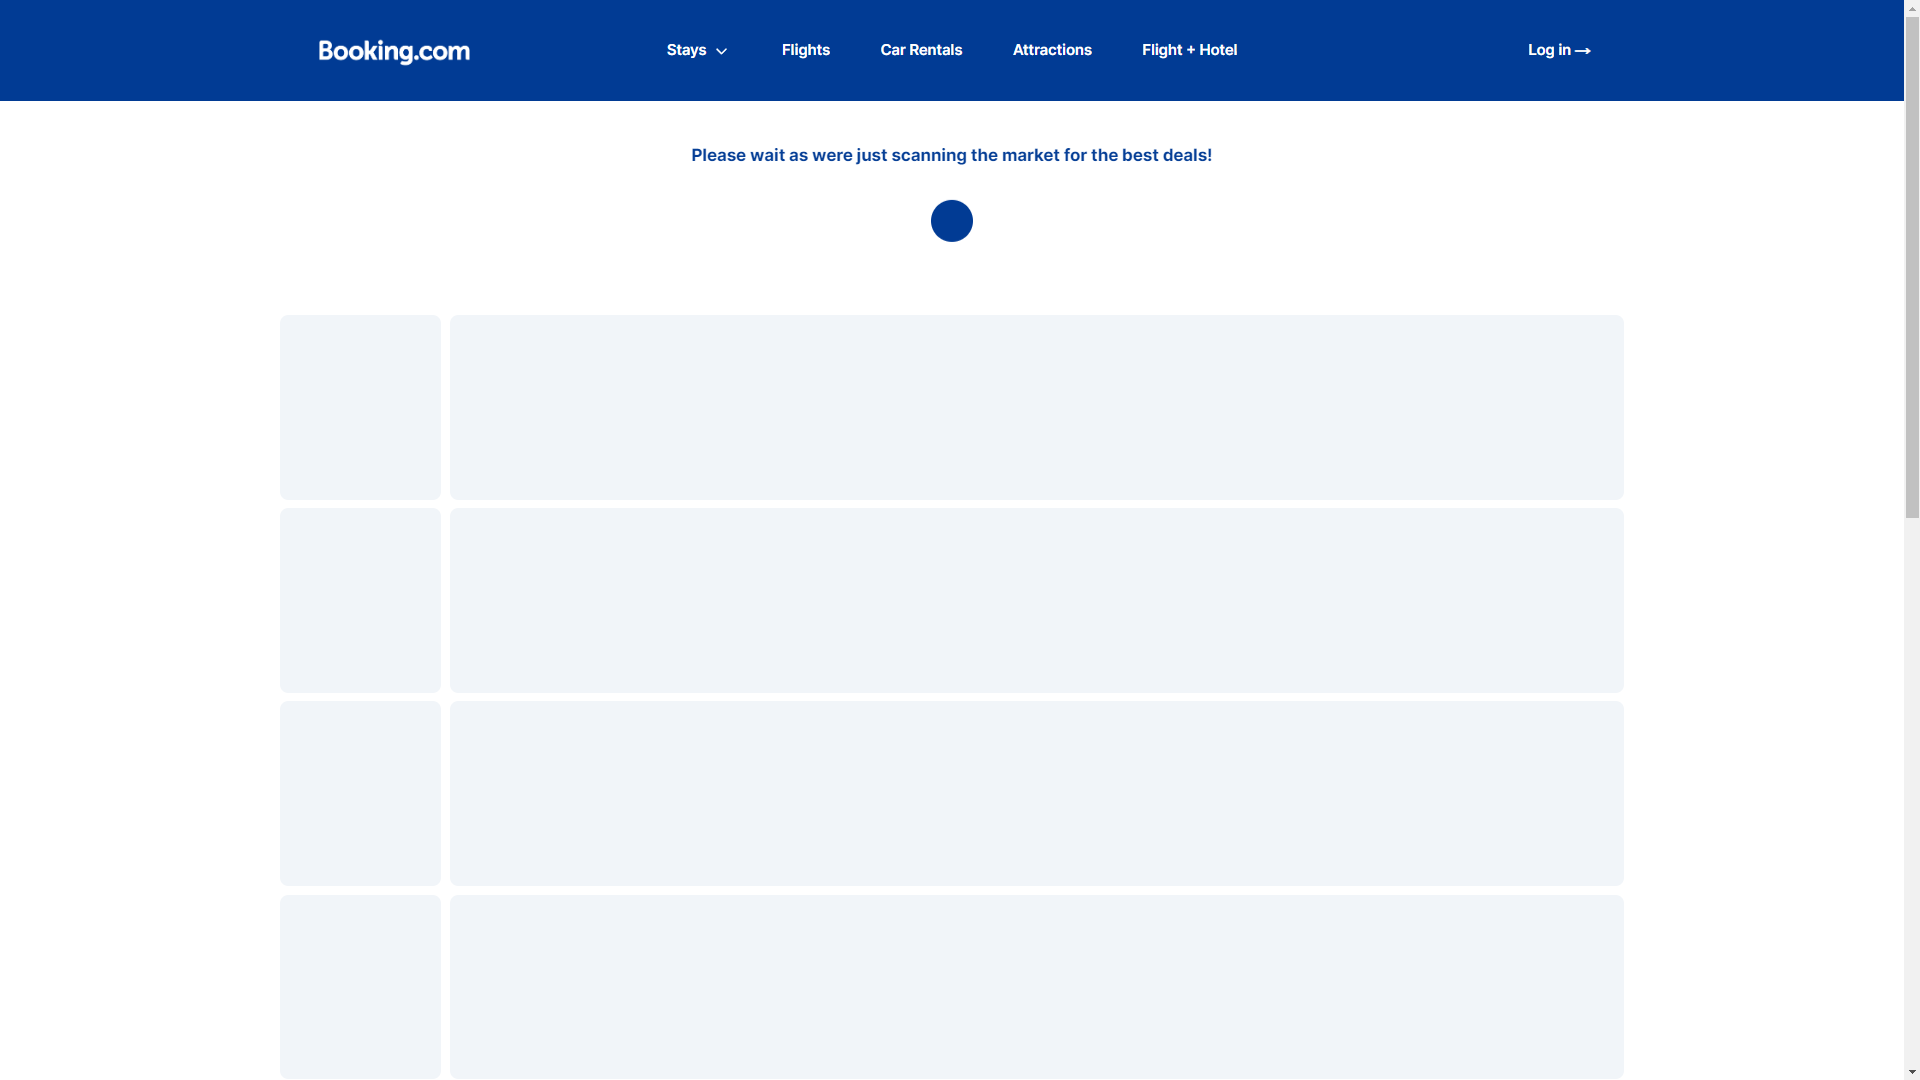 Booking.com
Stays
Flights
Car Rentals
Attractions
Flight + Hotel
Log in →
Please wait as were just scanning the market for the best deals!